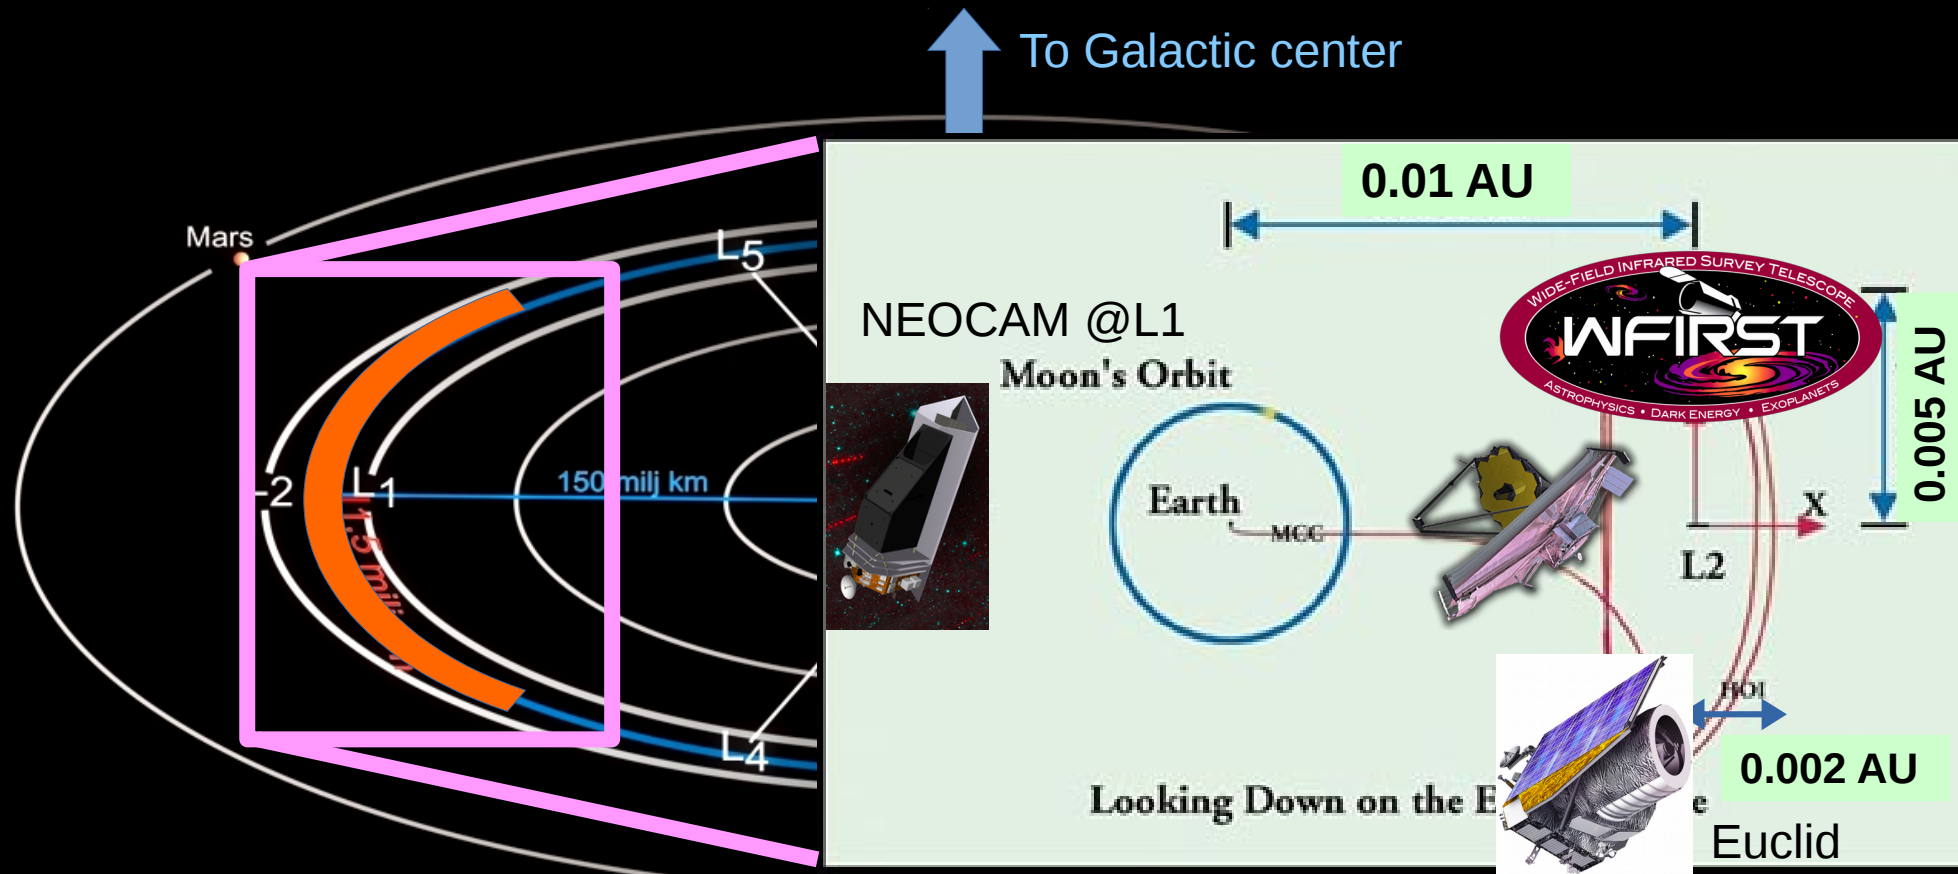 To Galactic center
0.01 AU
Mars
L5
WIDE-FIELD INFRARED SURVEY TELESCOPE
WFIRST
ASTROPHYSICS • DARK ENERGY • EXOPLANETS
0.005 AU
NEOCAM @L1
Moon's Orbit
-2
L1
150 milj km
Earth
MCC
X
L2
HOI
L4
0.002 AU
Looking Down on the E
e
Euclid